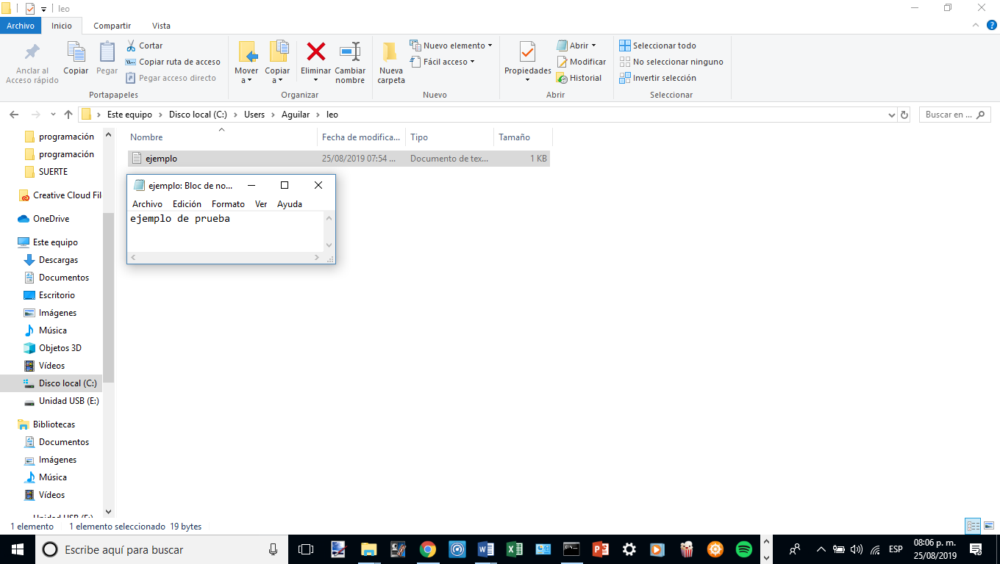 leo
Archivo Inicio Compartir Vista
Anclar al Acceso rápido
Copiar
Pegar
Cortar
Copiar ruta de acceso
Pegar acceso directo
Portapapeles
Mover a
Copiar a
Eliminar
Cambiar nombre
Organizar
Nueva carpeta
Nuevo elemento
Fácil acceso
Nuevo
Propiedades
Abrir
Modificar
Historial
Abrir
Seleccionar todo
No seleccionar ninguno
Invertir selección
Seleccionar
Este equipo > Disco local (C:) > Users > Aguilar > leo
Buscar en ...
programación
programación
SUERTE
Creative Cloud Fil
OneDrive
Este equipo
Descargas
Documentos
Escritorio
Imágenes
Música
Objetos 3D
Vídeos
Disco local (C:)
Unidad USB (E:)
Bibliotecas
Documentos
Imágenes
Música
Vídeos
Unidad USB (E:)
Nombre Fecha de modifica... Tipo Tamaño
ejemplo 25/08/2019 07:54 ... Documento de tex... 1 KB
ejemplo: Bloc de no...
Archivo Edición Formato Ver Ayuda
ejemplo de prueba
1 elemento 1 elemento seleccionado 19 bytes
Escribe aquí para buscar
ESP
08:06 p. m.
25/08/2019